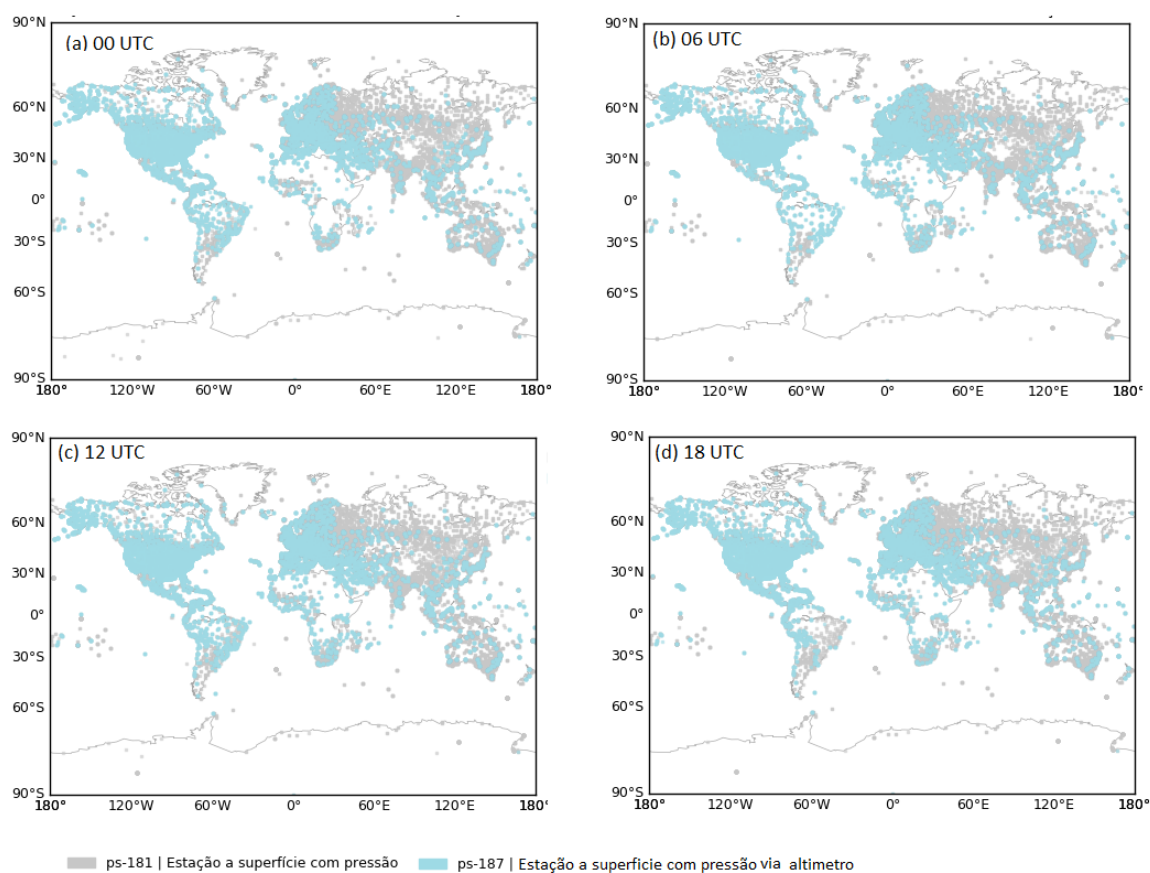 (a) 00 UTC
90°N
60°N
30°N
0°
30°S
60°S
90°S
180° 120°W 60°W 0° 60°E 120°E 180°
(b) 06 UTC
90°N
60°N
30°N
0°
30°S
60°S
90°S
180° 120°W 60°W 0° 60°E 120°E 180°
(c) 12 UTC
90°N
60°N
30°N
0°
30°S
60°S
90°S
180° 120°W 60°W 0° 60°E 120°E 180°
(d) 18 UTC
90°N
60°N
30°N
0°
30°S
60°S
90°S
180° 120°W 60°W 0° 60°E 120°E 180°
ps-181 | Estação a superfície com pressão ps-187 | Estação a superficie com pressão via altimetro